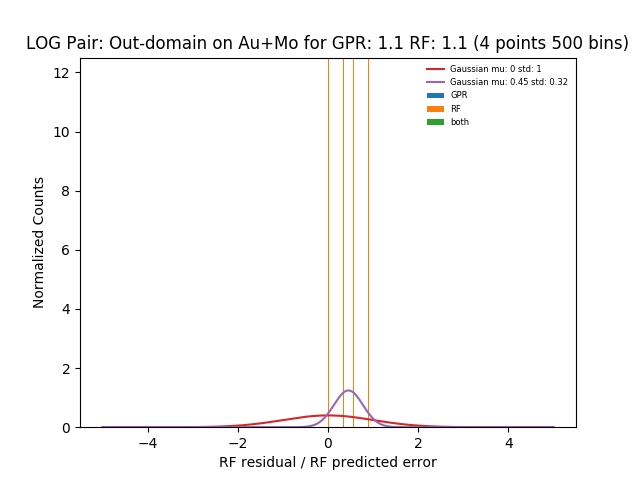 LOG Pair: Out-domain on Au+Mo for GPR: 1.1 RF: 1.1 (4 points 500 bins)
Gaussian mu: 0 std: 1
Gaussian mu: 0.45 std: 0.32
GPR
RF
both
Normalized Counts
12
10
8
6
4
2
0
−4 −2 0 2 4
RF residual / RF predicted error